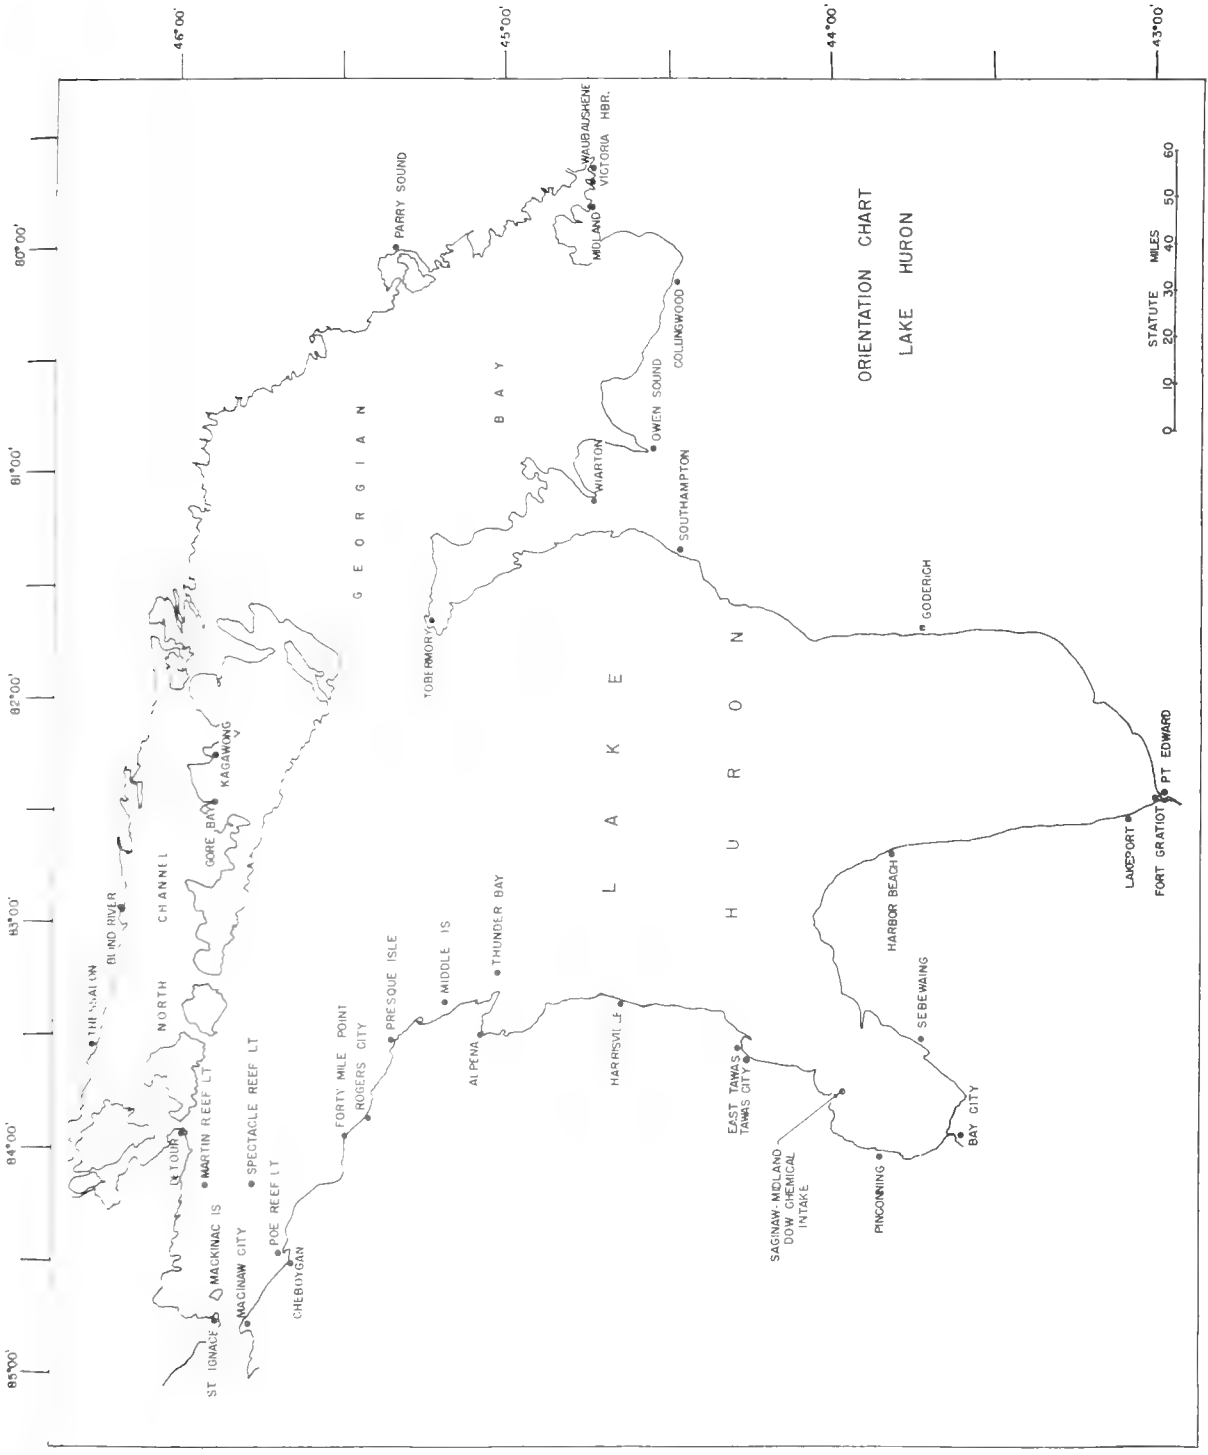 ORIENTATION CHART
LAKE HURON
STATUTE MILES
0 10 20 30 40 50 60
85°00'
84°00'
83°00'
82°00'
81°00'
80°00'
46°00'
45°00'
44°00'
43°00'
THESSALON
BLIND RIVER
NORTH CHANNEL
GORE BAY
KAGAWONG
DETOUR
MARTIN REEF LT
MACKINAC IS
ST IGNACE
SPECTACLE REEF LT
MACINAW CITY
POE REEF LT
CHEBOYGAN
FORTY MILE POINT
ROGERS CITY
PRESQUE ISLE
MIDDLE IS
THUNDER BAY
ALPENA
HARRISVILLE
EAST TAWAS
TAWAS CITY
SAGINAW-MIDLAND
DOW CHEMICAL
INTAKE
PINCONNING
BAY CITY
SEBEWAING
HARBOR BEACH
LAKEPORT
FORT GRATIOT
PT EDWARD
GODERICH
SOUTHAMPTON
LAKE
HURON
TOBERMORY
WIARTON
OWEN SOUND
COLLINGWOOD
GEORGIAN
BAY
PARRY SOUND
MIDLAND
VICTORIA HBR.
WAUBAUSHENE